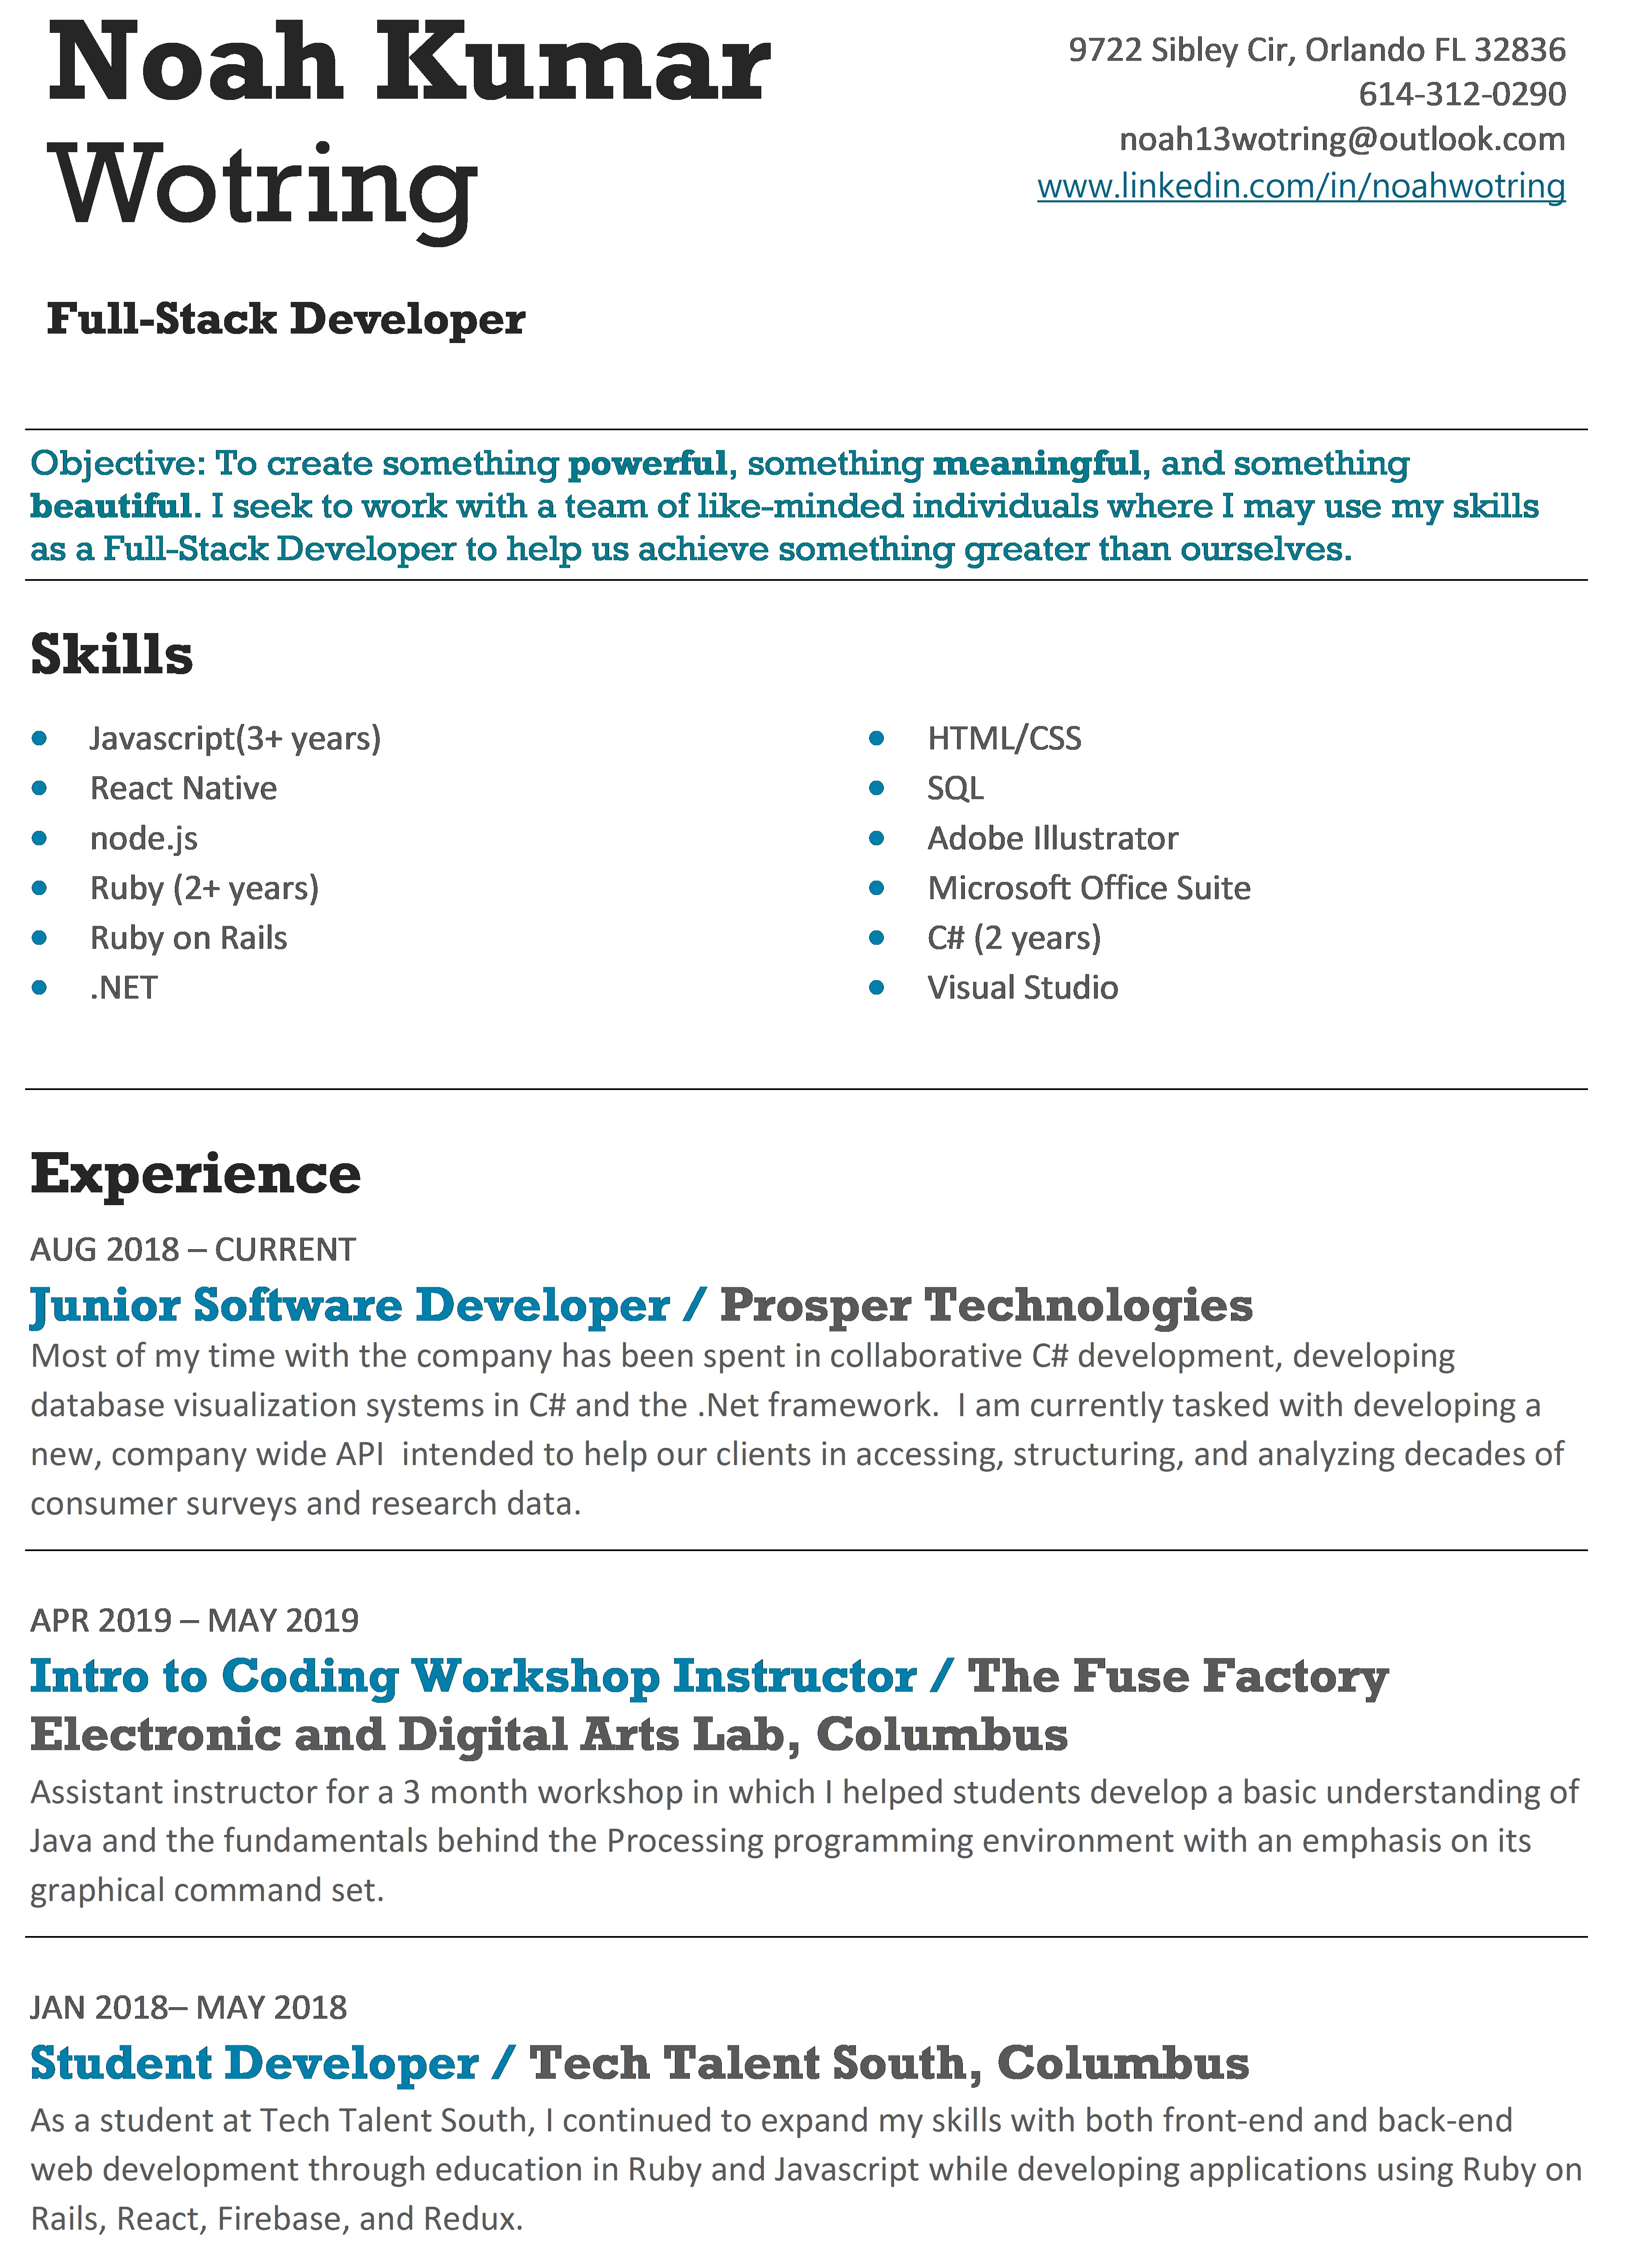 Noah Kumar
Wotring
Full-Stack Developer
9722 Sibley Cir, Orlando FL 32836
614-312-0290
noah13wotring@outlook.com
www.linkedin.com/in/noahwotring
Objective: To create something powerful, something meaningful, and something
beautiful. I seek to work with a team of like-minded individuals where I may use my skills
as a Full-Stack Developer to help us achieve something greater than ourselves.
Skills
• Javascript(3+ years)
• React Native
• node.js
• Ruby (2+ years)
• Ruby on Rails
• .NET
• HTML/CSS
• SQL
• Adobe Illustrator
• Microsoft Office Suite
• C# (2 years)
• Visual Studio
Experience
AUG 2018 – CURRENT
Junior Software Developer / Prosper Technologies
Most of my time with the company has been spent in collaborative C# development, developing
database visualization systems in C# and the .Net framework.  I am currently tasked with developing a
new, company wide API  intended to help our clients in accessing, structuring, and analyzing decades of
consumer surveys and research data.
APR 2019 – MAY 2019
Intro to Coding Workshop Instructor / The Fuse Factory
Electronic and Digital Arts Lab, Columbus
Assistant instructor for a 3 month workshop in which I helped students develop a basic understanding of
Java and the fundamentals behind the Processing programming environment with an emphasis on its
graphical command set.
JAN 2018– MAY 2018
Student Developer / Tech Talent South, Columbus
As a student at Tech Talent South, I continued to expand my skills with both front-end and back-end
web development through education in Ruby and Javascript while developing applications using Ruby on
Rails, React, Firebase, and Redux.